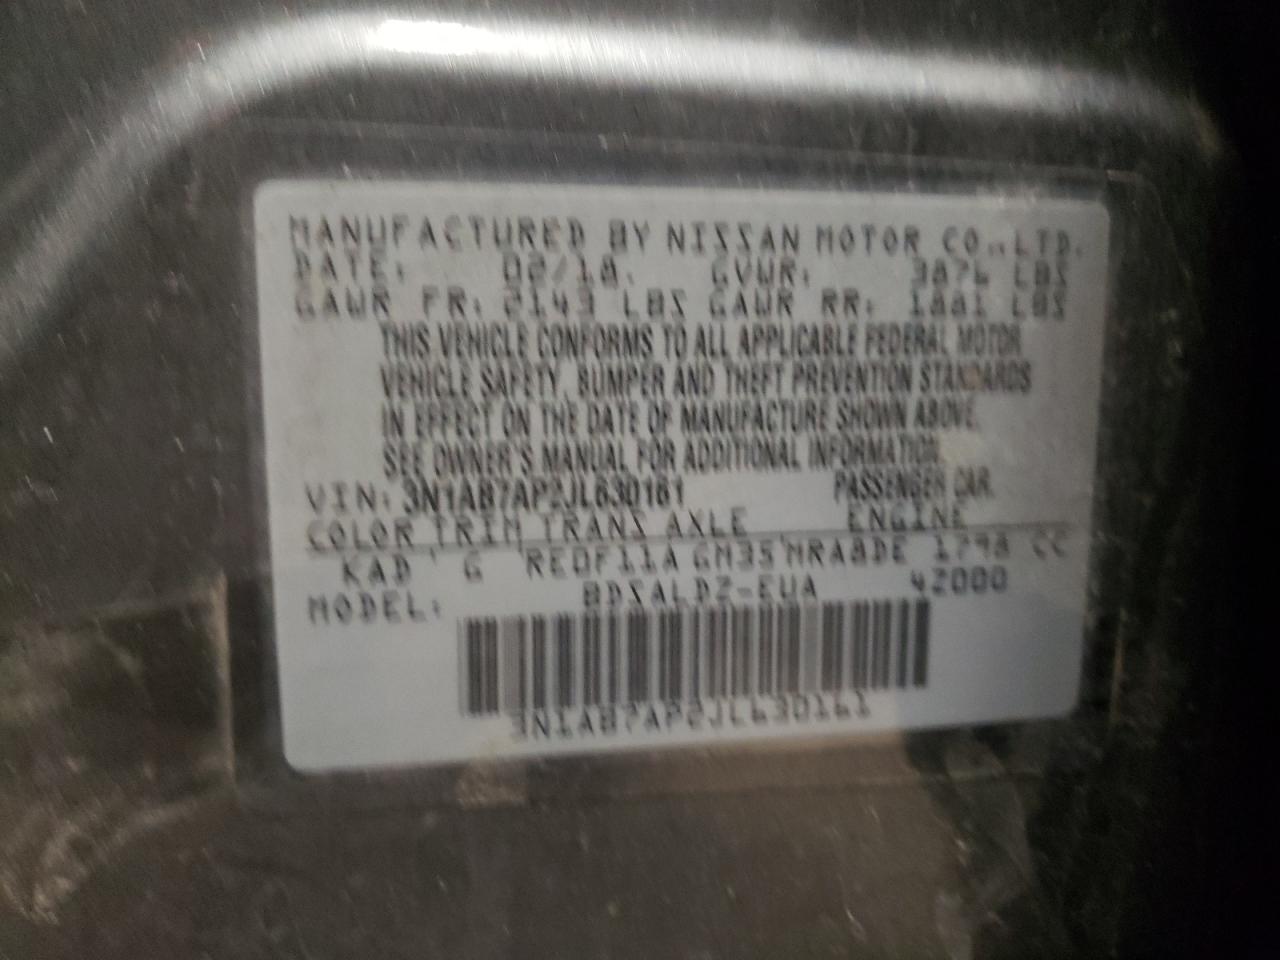 MANUFACTURED BY NISSAN MOTOR CO.,LTD.
DATE: 02/18. GVWR: 3876 LBS
GAWR FR: 2143 LBS GAWR RR: 1881 LBS
THIS VEHICLE CONFORMS TO ALL APPLICABLE FEDERAL MOTOR
VEHICLE SAFETY, BUMPER AND THEFT PREVENTION STANDARDS
IN EFFECT ON THE DATE OF MANUFACTURE SHOWN ABOVE.
SEE OWNER'S MANUAL FOR ADDITIONAL INFORMATION.
VIN: 3N1AB7AP2JL630161 PASSENGER CAR.
COLOR TRIM TRANS AXLE ENGINE
KAD G RE0F11A GM35 MRA8DE 1798 CC
MODEL: BDSALDZ-EUA 42000
3N1AB7AP2JL630161